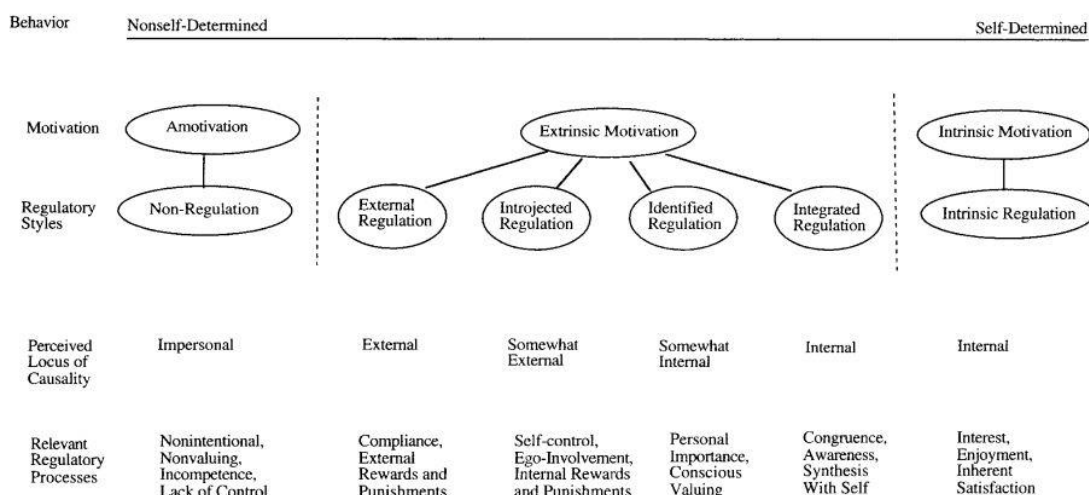 Behavior Nonself-Determined Self-Determined
Motivation Amotivation Extrinsic Motivation Intrinsic Motivation
Regulatory
Styles
Non-Regulation
External
Regulation
Introjected
Regulation
Identified
Regulation
Integrated
Regulation
Intrinsic Regulation
Perceived
Locus of
Causality
Impersonal
External
Somewhat
External
Somewhat
Internal
Internal
Internal
Relevant
Regulatory
Processes
Nonintentional,
Nonvaluing,
Incompetence,
Lack of Control
Compliance,
External
Rewards and
Punishments
Self-control,
Ego-Involvement,
Internal Rewards
and Punishments
Personal
Importance,
Conscious
Valuing
Congruence,
Awareness,
Synthesis
With Self
Interest,
Enjoyment,
Inherent
Satisfaction